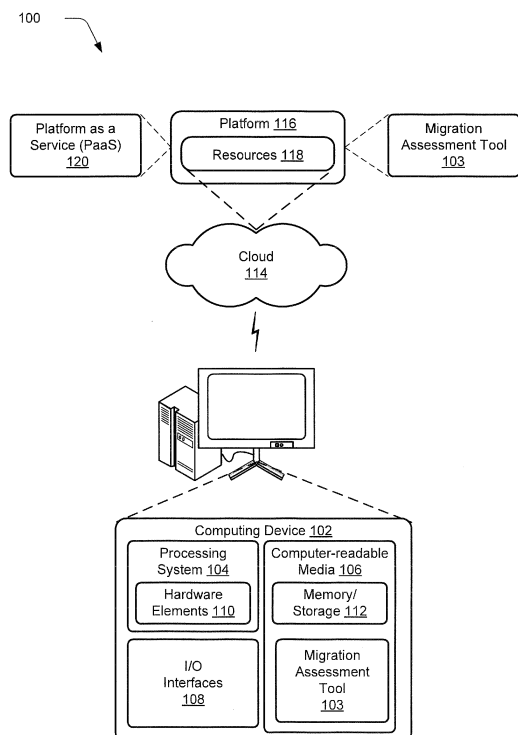 100
Platform as a
Service (PaaS)
120
Platform 116
Resources 118
Migration
Assessment Tool
103
Cloud
114
Computing Device 102
Processing
System 104
Hardware
Elements 110
I/O
Interfaces
108
Computer-readable
Media 106
Memory/
Storage 112
Migration
Assessment
Tool
103